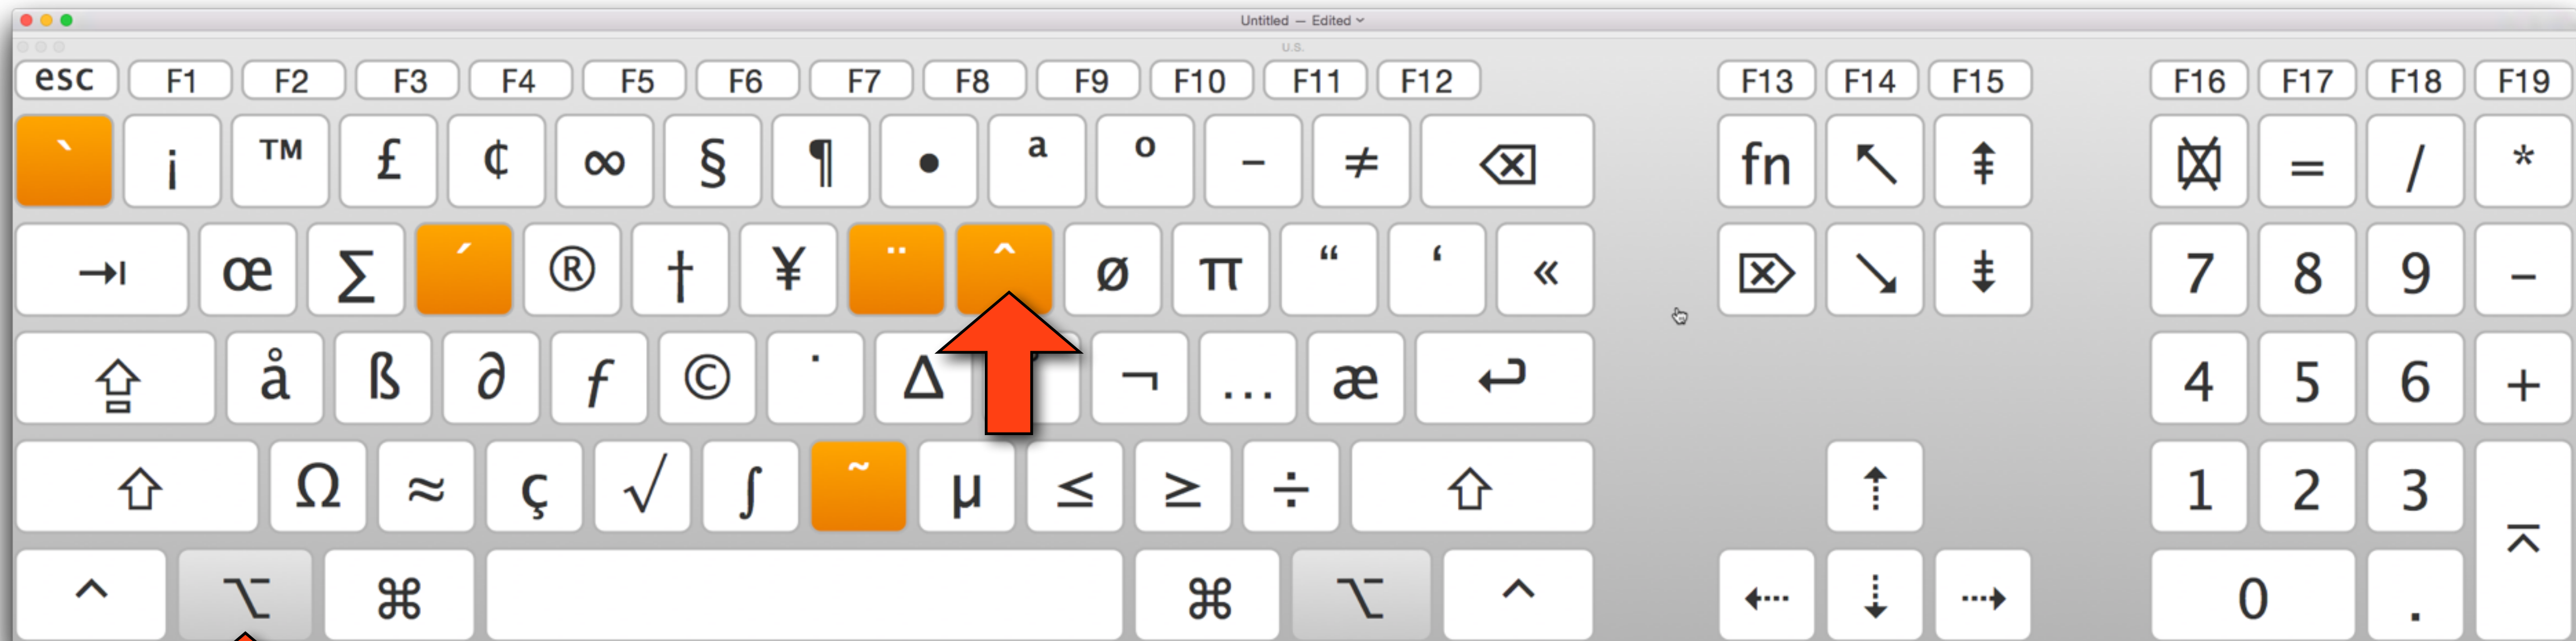 Untitled — Edited
U.S.
esc F1 F2 F3 F4 F5 F6 F7 F8 F9 F10 F11 F12 F13 F14 F15 F16 F17 F18 F19
` ¡ ™ £ ¢ ∞ § ¶ • ª º – ≠ ⌫ fn ↖ ⇞ = / *
⇥ œ ∑ ´ ® † ¥ ¨ ˆ ø π “ ‘ « ⌦ ↘ ⇟ 7 8 9 –
⇪ å ß ∂ ƒ © ˙ ∆ ¬ … æ ↩ 4 5 6 +
⇧ Ω ≈ ç √ ∫ ˜ µ ≤ ≥ ÷ ⇧ ⇡ 1 2 3 ⌅
⌃ ⌥ ⌘ ⌘ ⌥ ⌃ ⇠ ⇣ ⇢ 0 .